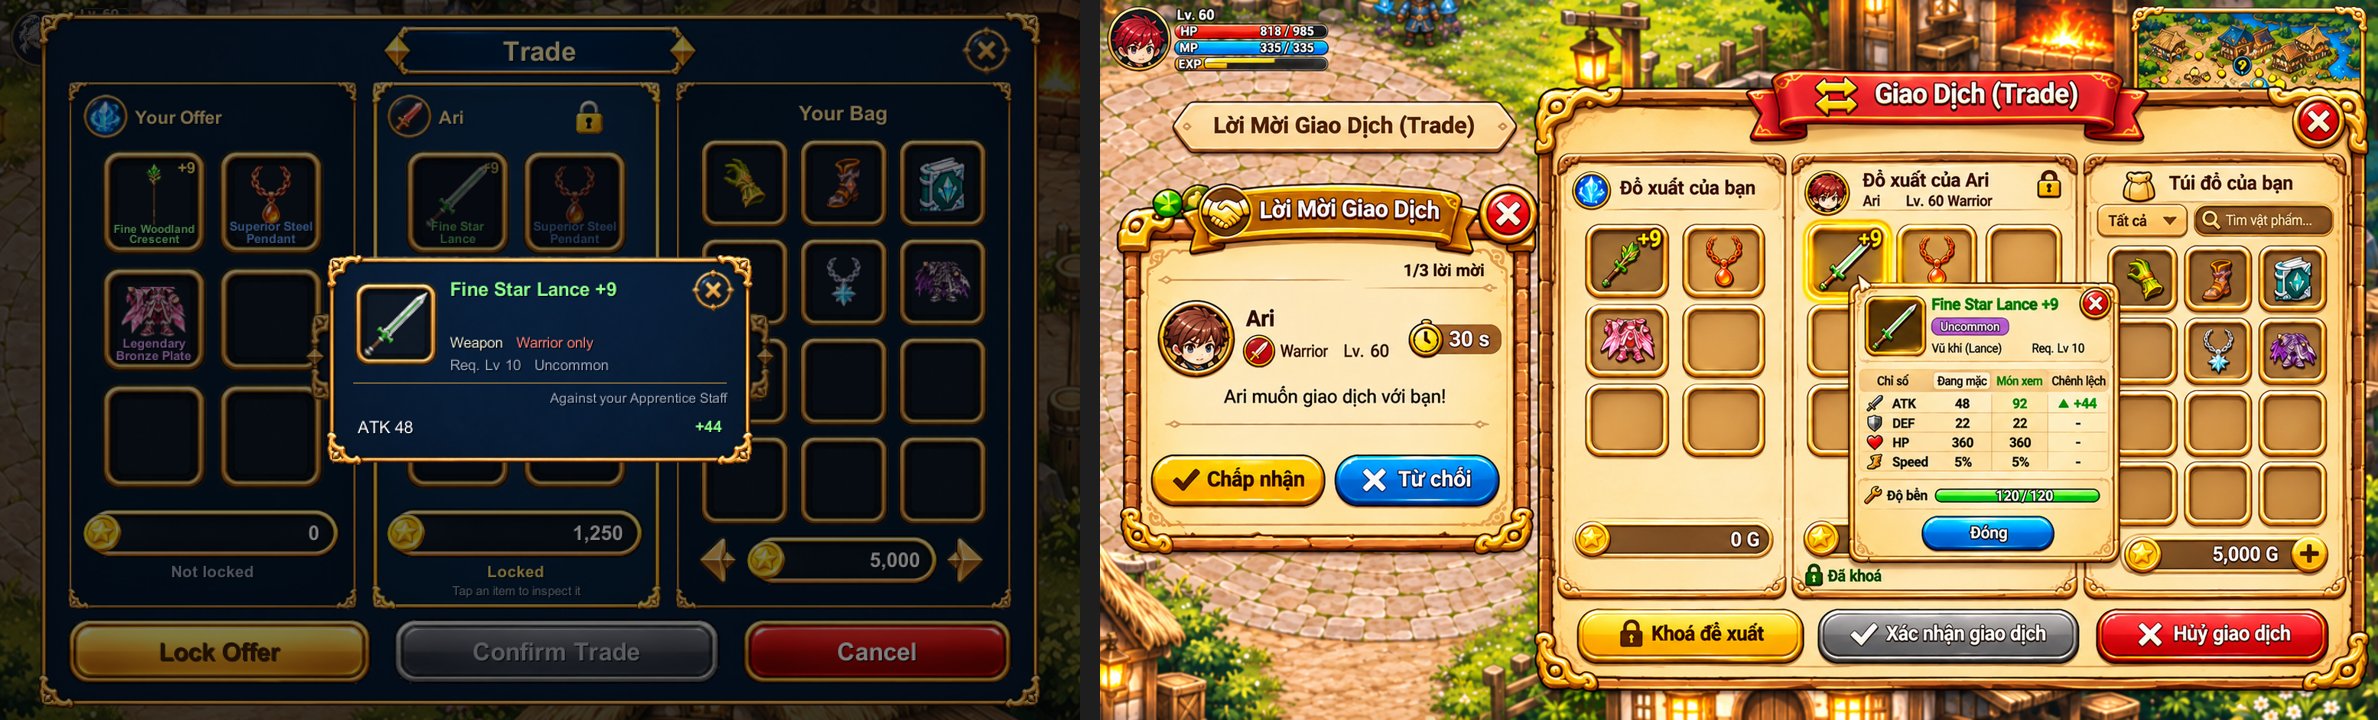 Lv. 60
Trade
Your Offer
+9
Fine Woodland
Crescent
Superior Steel
Pendant
Legendary
Bronze Plate
0
Not locked
Ari
+9
Fine Star
Lance
Superior Steel
Pendant
1,250
Locked
Tap an item to inspect it
Your Bag
5,000
Fine Star Lance +9
Weapon Warrior only
Req. Lv 10 Uncommon
Against your Apprentice Staff
ATK 48 +44
Lock Offer
Confirm Trade
Cancel
Lv. 60
HP 818 / 985
MP 335 / 335
EXP
Lời Mời Giao Dịch (Trade)
Lời Mời Giao Dịch
1/3 lời mời
Ari
Warrior Lv. 60
30 s
Ari muốn giao dịch với bạn!
Chấp nhận
Từ chối
?
Giao Dịch (Trade)
Đồ xuất của bạn
+9
0 G
Đồ xuất của Ari
Ari Lv. 60 Warrior
+9
Đã khoá
Túi đồ của bạn
Tất cả
Tìm vật phẩm...
5,000 G
Fine Star Lance +9
Uncommon
Vũ khí (Lance) Req. Lv 10
Chỉ số Đang mặc Món xem Chênh lệch
ATK 48 92 +44
DEF 22 22 -
HP 360 360 -
Speed 5% 5% -
Độ bền 120/120
Đóng
Khoá đề xuất
Xác nhận giao dịch
Hủỷ giao dịch